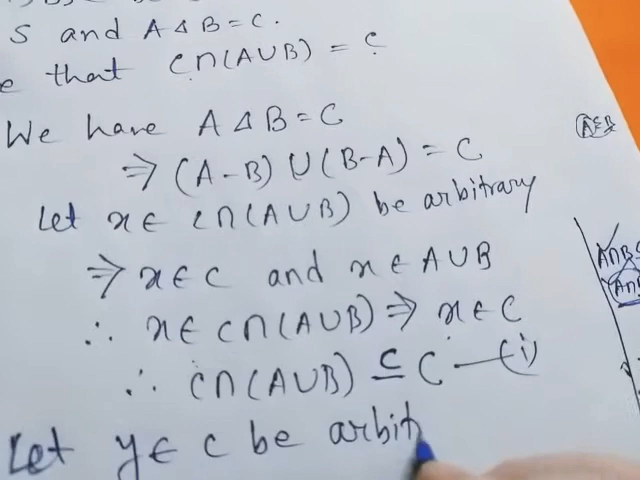 S and A Δ B = C.
e that C∩(A∪B) = C
We have A Δ B = C
⇒ (A-B) ∪ (B-A) = C
Let x ∈ C∩(A∪B) be arbitrary
⇒ x ∈ C and x ∈ A∪B
∴ x ∈ C∩(A∪B) ⇒ x ∈ C
∴ C∩(A∪B) ⊆ C —(i)
Let y ∈ C be arbit
A∩B